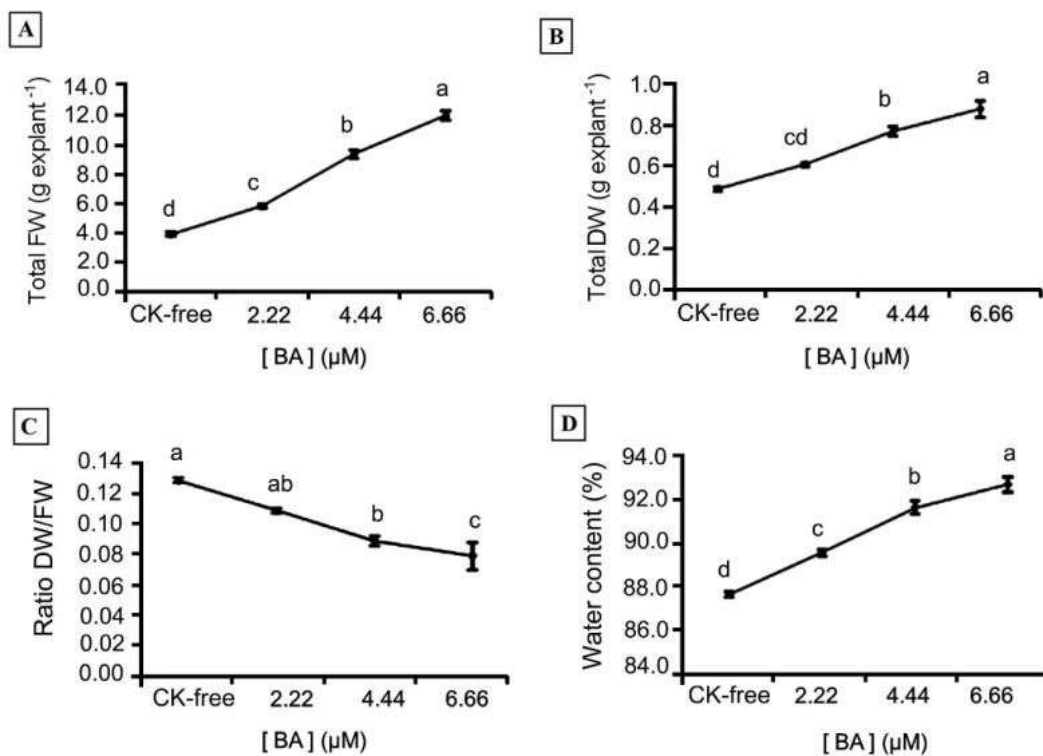 A
Total FW (g explant⁻¹)
14.0
12.0
10.0
8.0
6.0
4.0
2.0
0.0
d
c
b
a
CK-free 2.22 4.44 6.66
[ BA ] (µM)
B
Total DW (g explant⁻¹)
1.0
0.8
0.6
0.4
0.2
0.0
d
cd
b
a
CK-free 2.22 4.44 6.66
[ BA ] (µM)
C
Ratio DW/FW
0.14
0.12
0.10
0.08
0.06
0.04
0.02
0.00
a
ab
b
c
CK-free 2.22 4.44 6.66
[ BA ] (µM)
D
Water content (%)
94.0
92.0
90.0
88.0
86.0
84.0
d
c
b
a
CK-free 2.22 4.44 6.66
[ BA ] (µM)